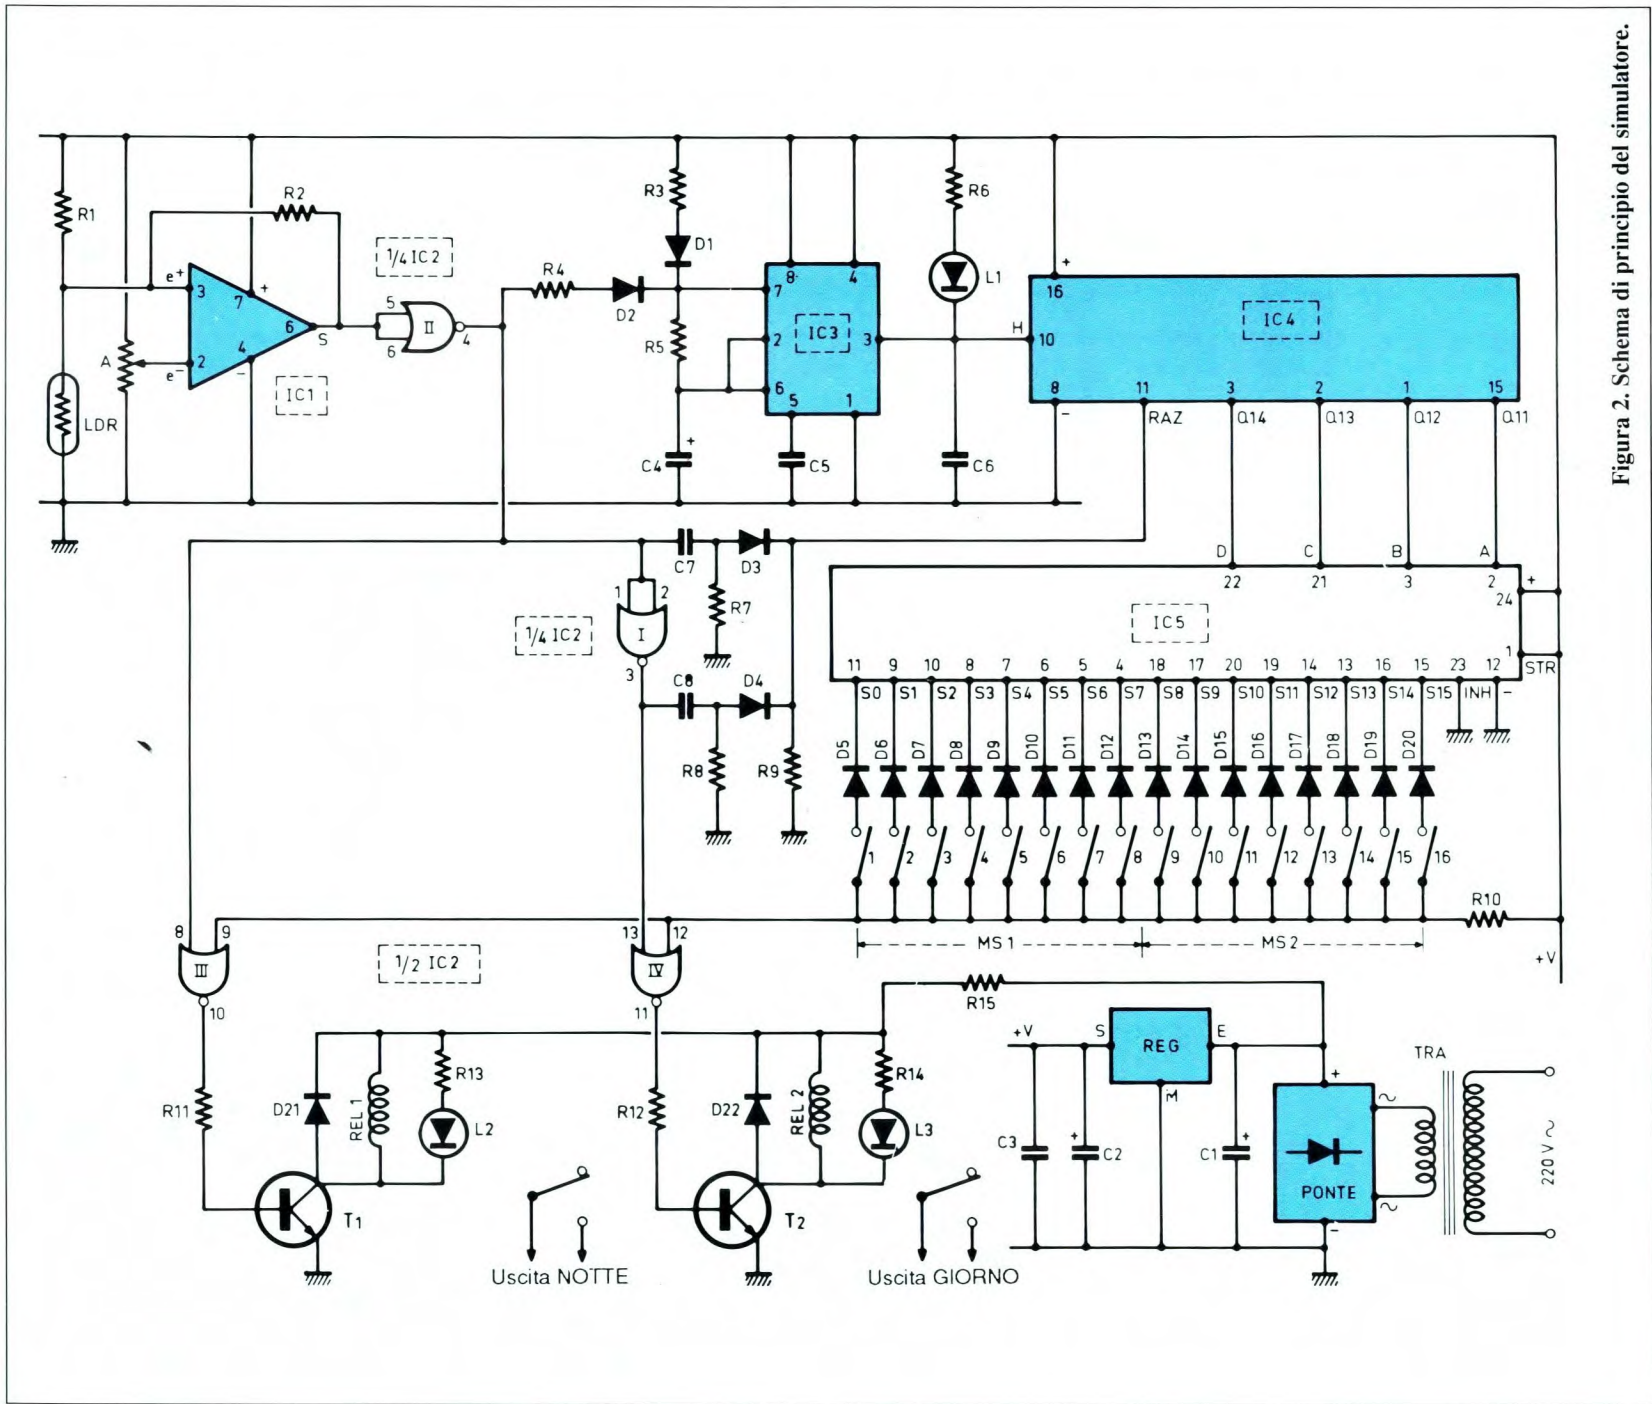 Figura 2. Schema di principio del simulatore.
R1
R2
1/4 IC2
R3
D1
R4
D2
R5
R6
L1
e+
3
7
+
6
S
4
-
2
e-
A
IC1
LDR
5
6
II
4
8
4
7
2
6
IC3
3
5
1
C4
+
C5
C6
H
10
+
16
IC4
8
-
11
RAZ
3
Q14
2
Q13
1
Q12
15
Q11
C7
D3
R7
1
2
I
3
1/4 IC2
C8
D4
R8
R9
D
C
B
A
22
21
3
2
+
24
1
STR
IC5
11 9 10 8 7 6 5 4 18 17 20 19 14 13 16 15 23 12
S0 S1 S2 S3 S4 S5 S6 S7 S8 S9 S10 S11 S12 S13 S14 S15 INH -
D5 D6 D7 D8 D9 D10 D11 D12 D13 D14 D15 D16 D17 D18 D19 D20
1 2 3 4 5 6 7 8 9 10 11 12 13 14 15 16
R10
MS1
MS2
+V
8
9
III
10
1/2 IC2
13
12
IV
11
R15
R11
D21
REL 1
R13
L2
T1
R12
D22
REL 2
R14
L3
T2
Uscita NOTTE
Uscita GIORNO
+V
S
REG
E
M
C3
+
C2
C1
+
+
PONTE
-
~
~
TRA
220 V ~